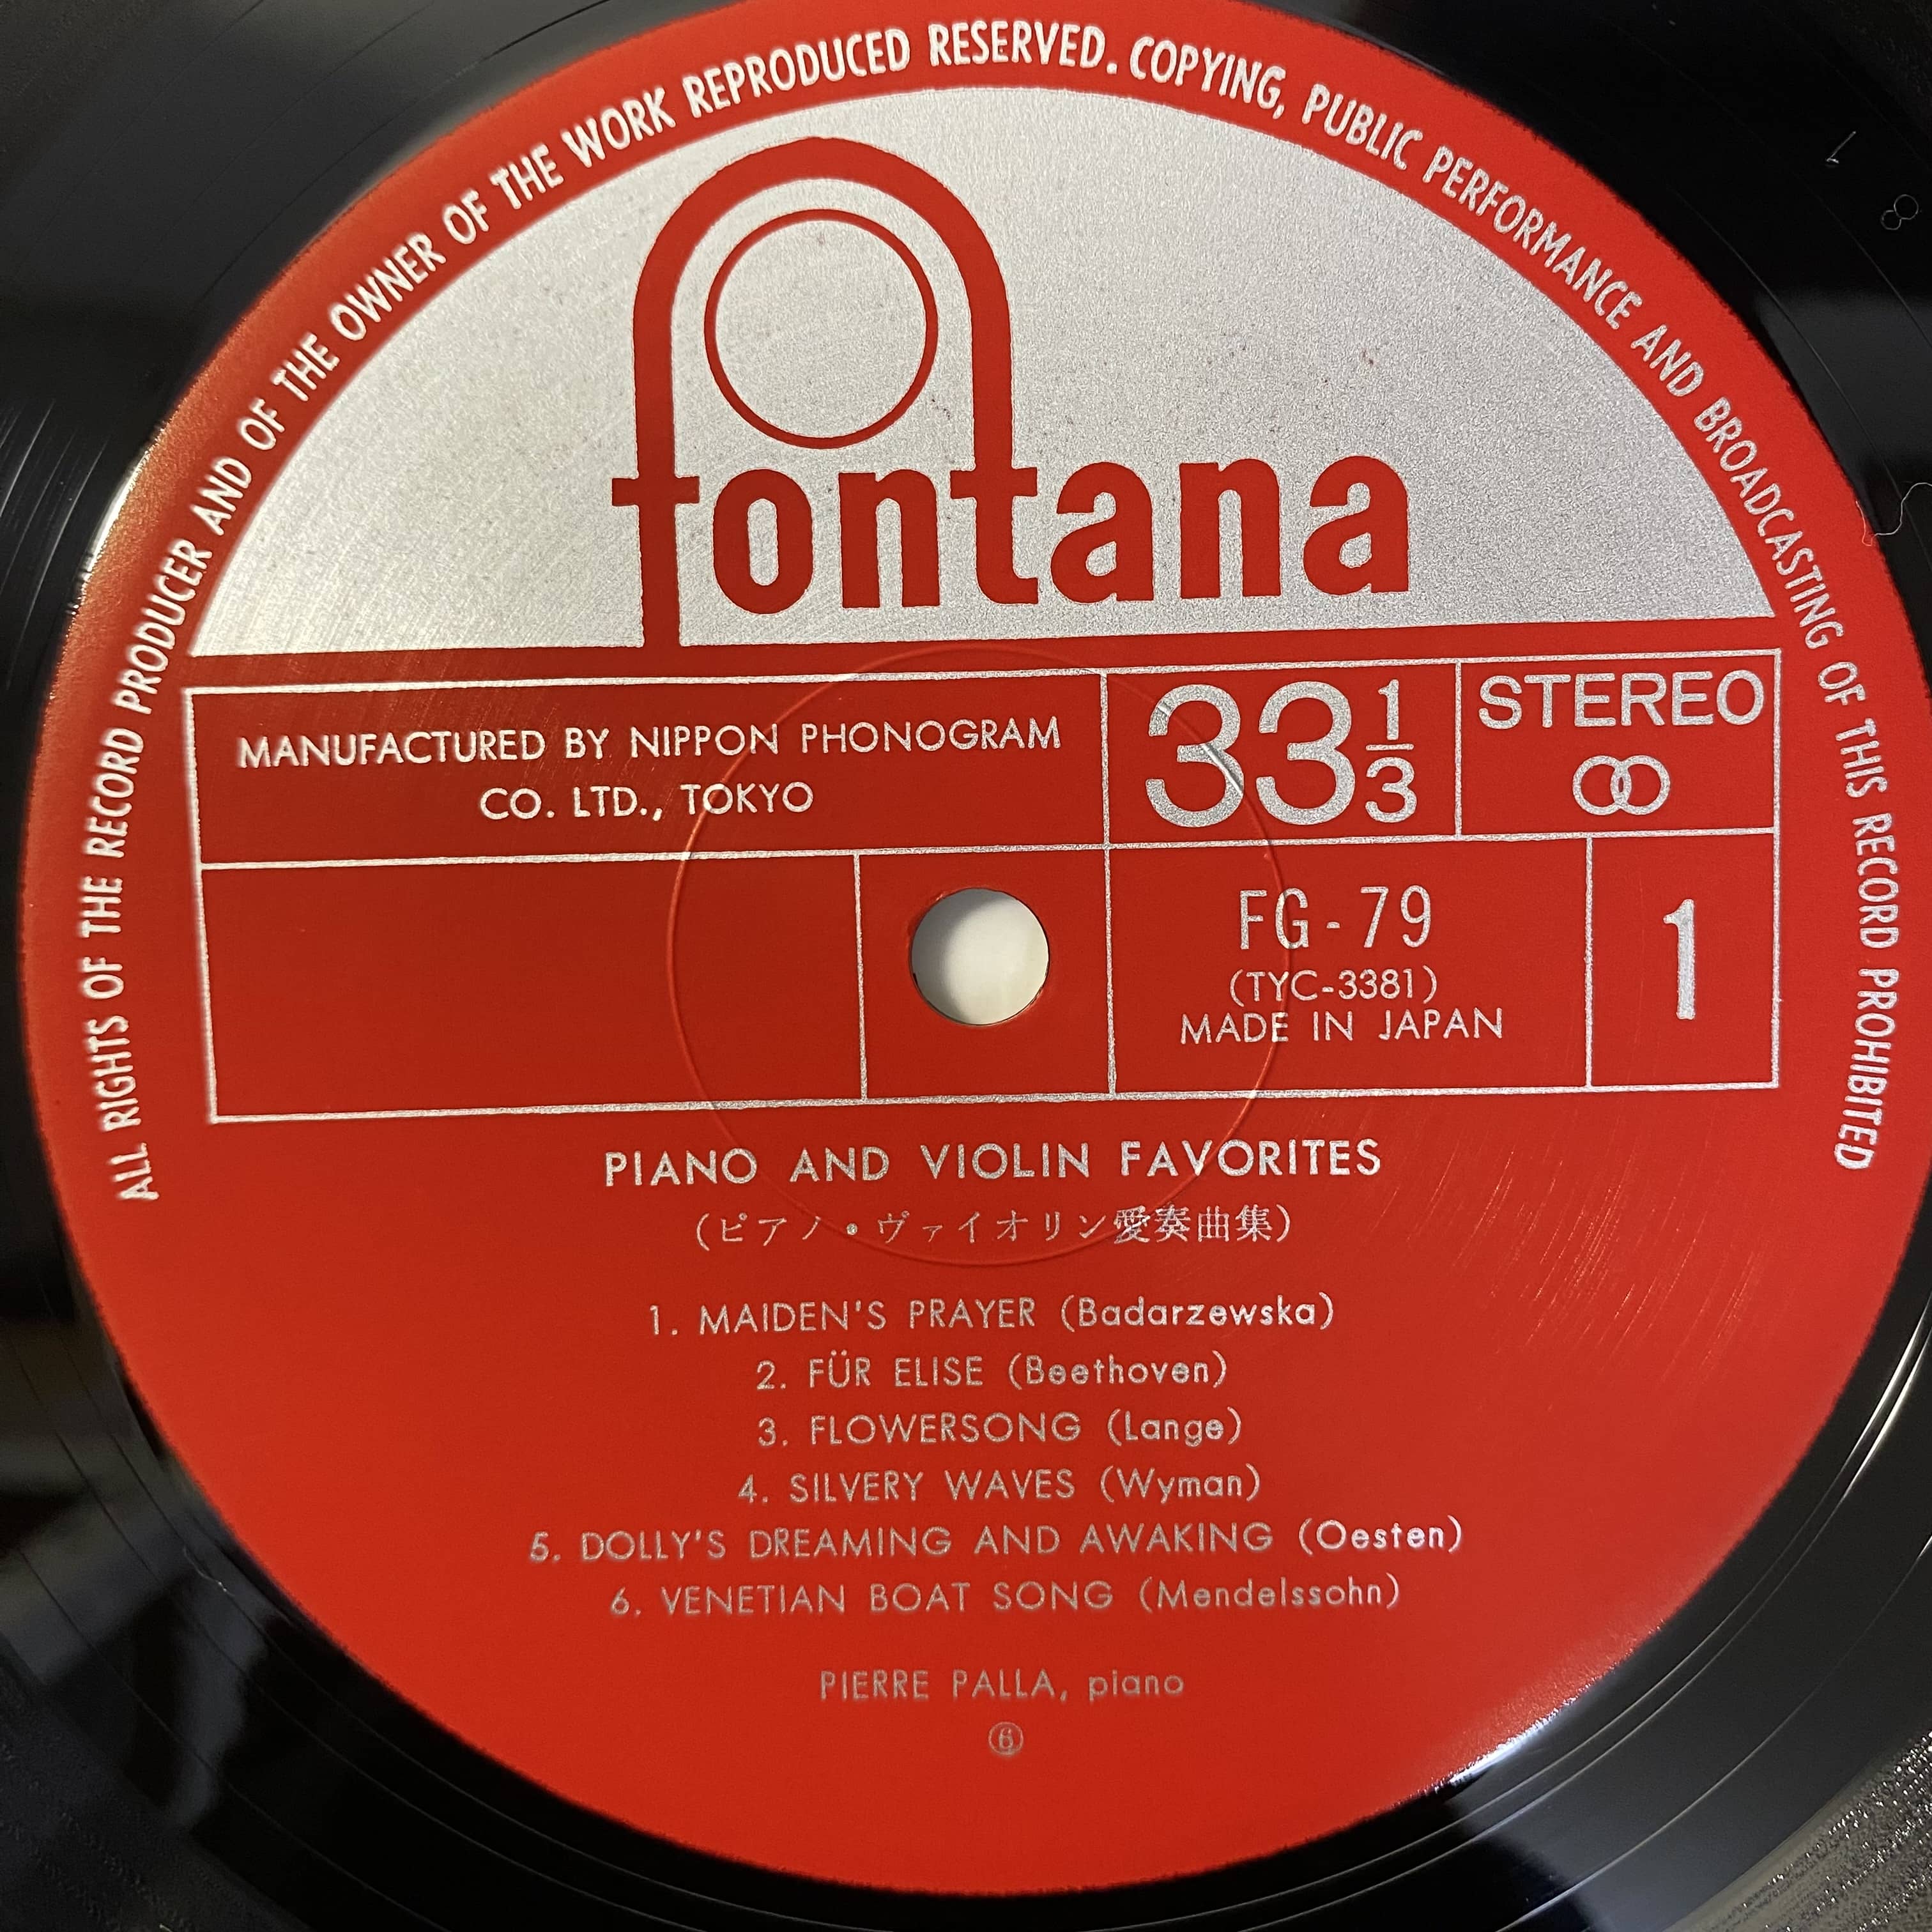 ALL RIGHTS OF THE RECORD PRODUCER AND OF THE OWNER OF THE WORK REPRODUCED RESERVED. COPYING, PUBLIC PERFORMANCE AND BROADCASTING OF THIS RECORD PROHIBITED
fontana
MANUFACTURED BY NIPPON PHONOGRAM
CO. LTD., TOKYO
33 1/3
STEREO
FG-79
(TYC-3381)
MADE IN JAPAN
1
PIANO AND VIOLIN FAVORITES
(ピアノ・ヴァイオリン愛奏曲集)
1. MAIDEN'S PRAYER (Badarzewska)
2. FÜR ELISE (Beethoven)
3. FLOWERSONG (Lange)
4. SILVERY WAVES (Wyman)
5. DOLLY'S DREAMING AND AWAKING (Oesten)
6. VENETIAN BOAT SONG (Mendelssohn)
PIERRE PALLA, piano
⑥